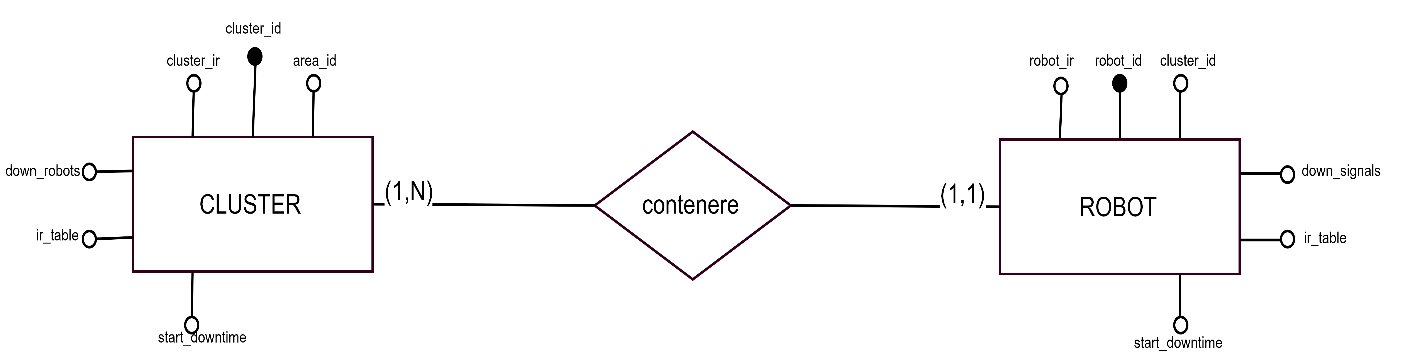 cluster_id
cluster_ir
area_id
down_robots
CLUSTER
ir_table
start_downtime
(1,N)
contenere
(1,1)
robot_ir
robot_id
cluster_id
down_signals
ROBOT
ir_table
start_downtime